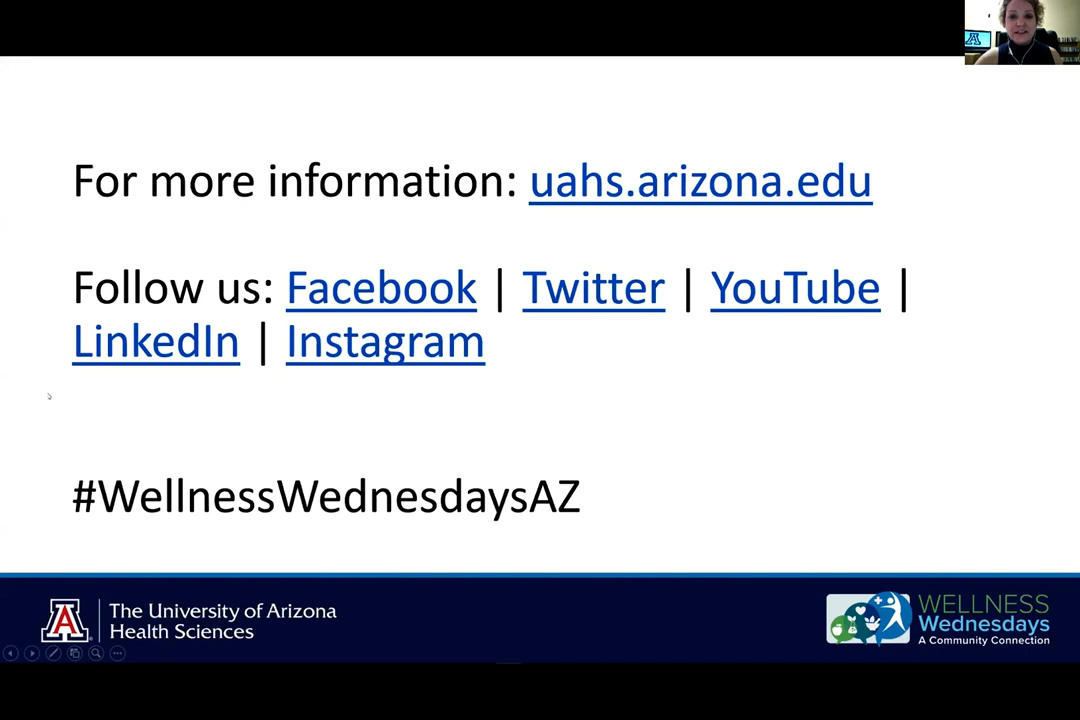 For more information: uahs.arizona.edu
Follow us: Facebook | Twitter | YouTube |
LinkedIn | Instagram
#WellnessWednesdaysAZ
A
The University of Arizona
Health Sciences
WELLNESS
Wednesdays
A Community Connection